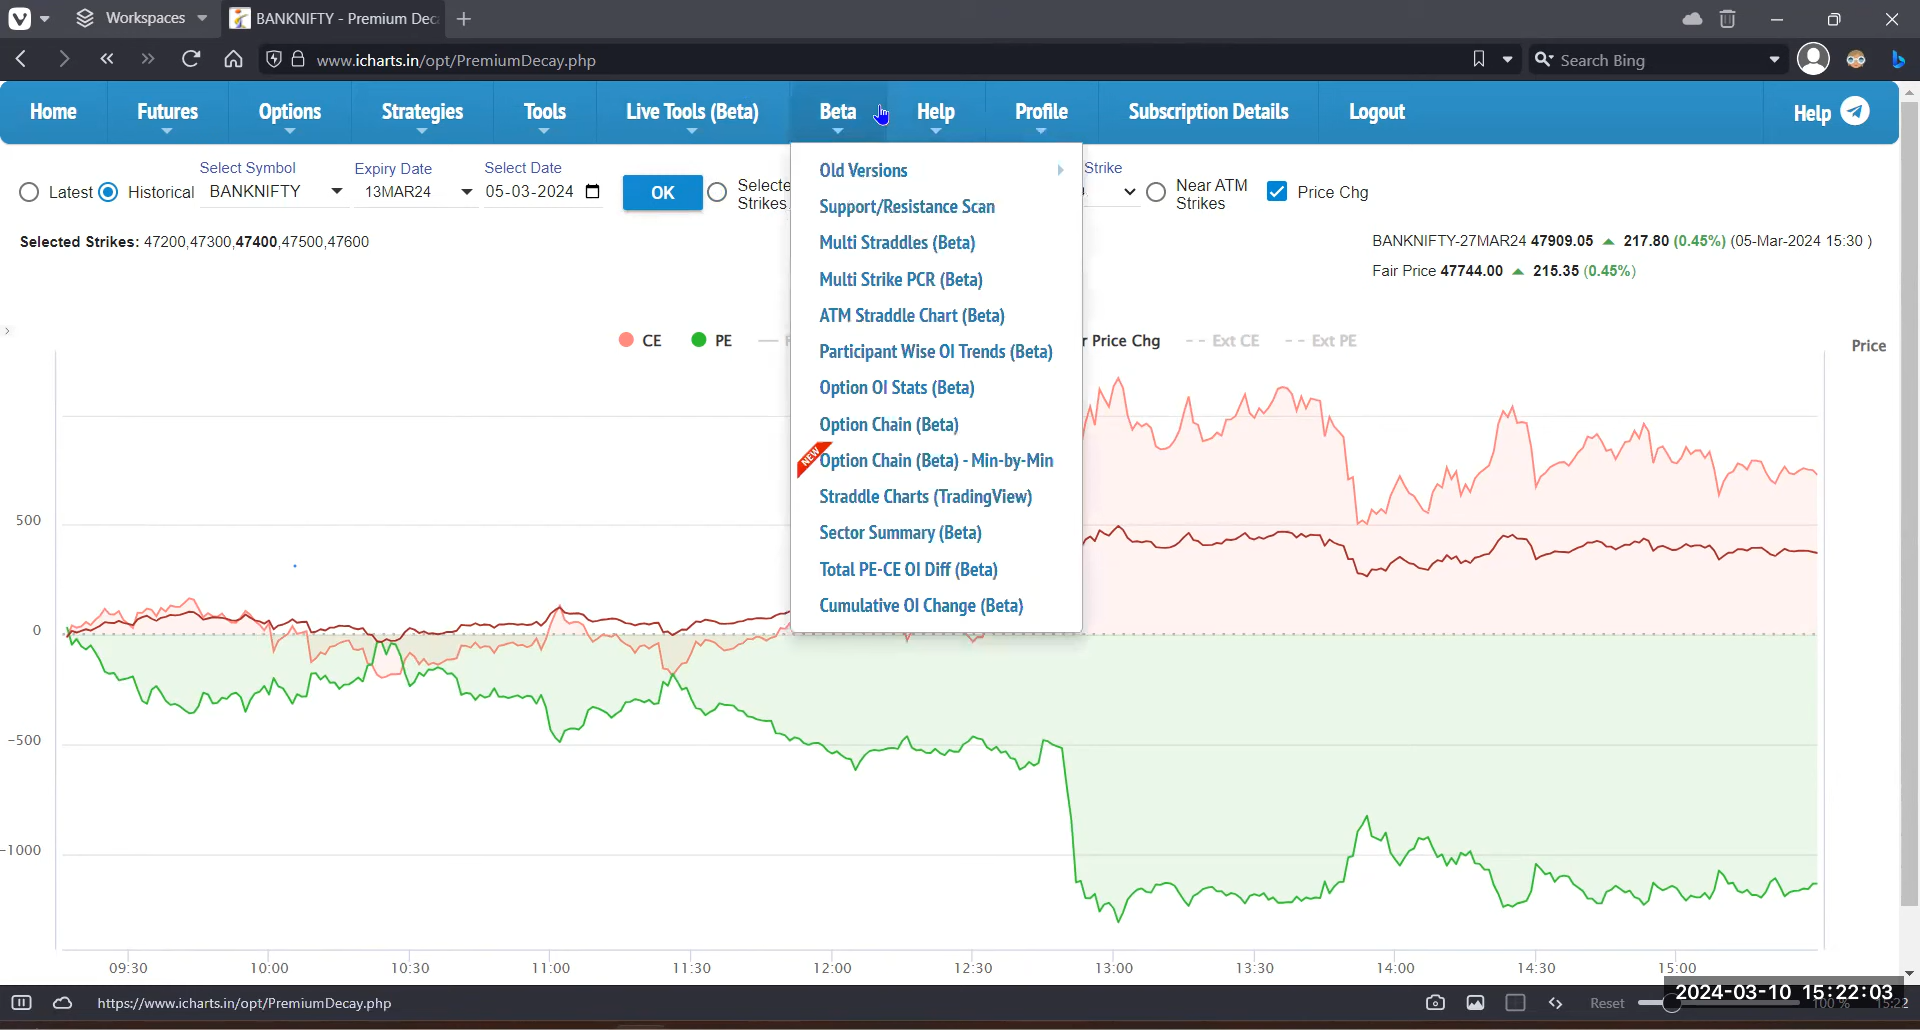 Workspaces
BANKNIFTY - Premium Dec
www.icharts.in/opt/PremiumDecay.php
Search Bing
Home Futures Options Strategies Tools Live Tools (Beta) Beta Help Profile Subscription Details Logout Help
Select Symbol Expiry Date Select Date Strike
Latest Historical BANKNIFTY 13MAR24 05-03-2024 OK Selecte Near ATM Price Chg
Strikes Strikes
Selected Strikes: 47200,47300,47400,47500,47600
BANKNIFTY-27MAR24 47909.05 ▲ 217.80 (0.45%) (05-Mar-2024 15:30 )
Fair Price 47744.00 ▲ 215.35 (0.45%)
Old Versions
Support/Resistance Scan
Multi Straddles (Beta)
Multi Strike PCR (Beta)
ATM Straddle Chart (Beta)
Participant Wise OI Trends (Beta)
Option OI Stats (Beta)
Option Chain (Beta)
NEW
Option Chain (Beta) - Min-by-Min
Straddle Charts (TradingView)
Sector Summary (Beta)
Total PE-CE OI Diff (Beta)
Cumulative OI Change (Beta)
CE PE r Price Chg Ext CE Ext PE
Price
500
0
-500
-1000
09:30 10:00 10:30 11:00 11:30 12:00 12:30 13:00 13:30 14:00 14:30 15:00
https://www.icharts.in/opt/PremiumDecay.php
Reset
2024-03-10 15:22:03
100 %
15:22